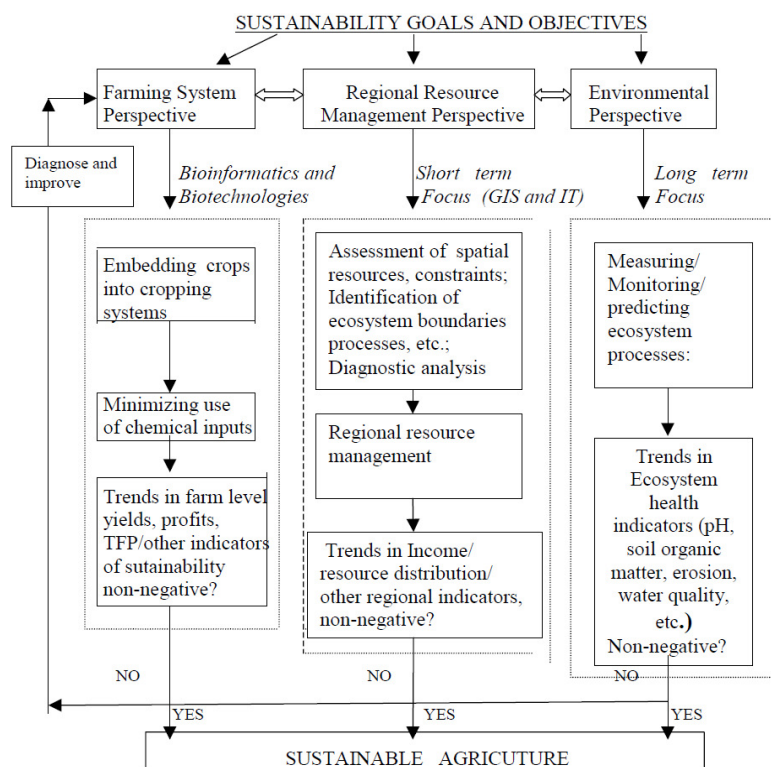 SUSTAINABILITY GOALS AND OBJECTIVES
Farming System
Perspective
Regional Resource
Management Perspective
Environmental
Perspective
Diagnose and
improve
Bioinformatics and
Biotechnologies
Short term
Focus (GIS and IT)
Long term
Focus
Embedding crops
into cropping
systems
Minimizing use
of chemical inputs
Trends in farm level
yields, profits,
TFP/other indicators
of sutainability
non-negative?
Assessment of spatial
resources, constraints;
Identification of
ecosystem boundaries
processes, etc.;
Diagnostic analysis
Regional resource
management
Trends in Income/
resource distribution/
other regional indicators,
non-negative?
Measuring/
Monitoring/
predicting
ecosystem
processes:
Trends in
Ecosystem
health
indicators (pH,
soil organic
matter, erosion,
water quality,
etc.)
Non-negative?
NO
NO
NO
YES
YES
YES
SUSTAINABLE AGRICUTURE